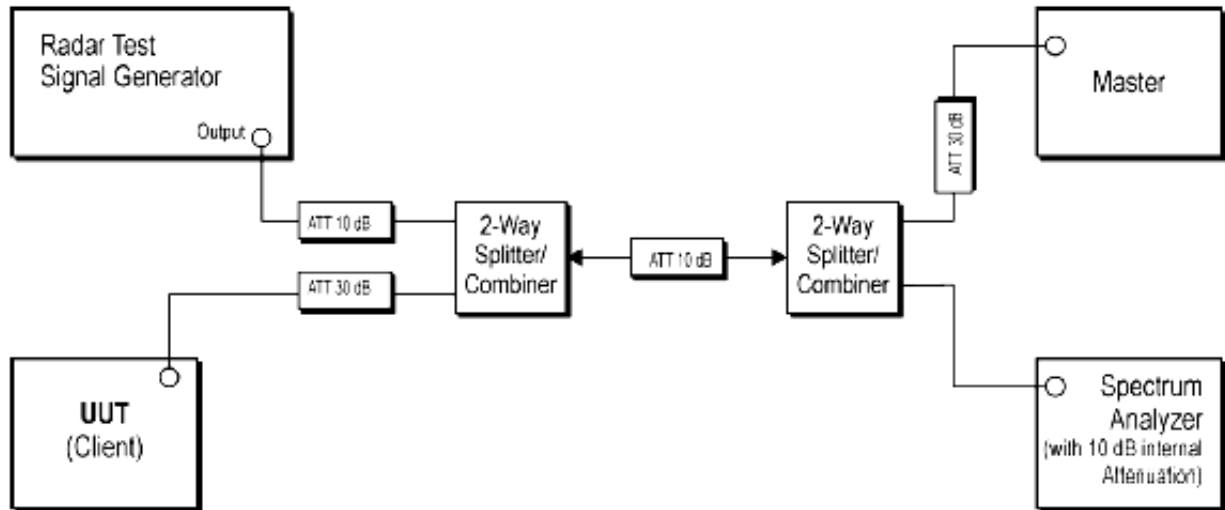 Radar Test
Signal Generator
Output
ATT 10 dB
ATT 30 dB
UUT
(Client)
2-Way
Splitter/
Combiner
ATT 10 dB
2-Way
Splitter/
Combiner
ATT 30 dB
Master
Spectrum
Analyzer
(with 10 dB internal
Attenuation)